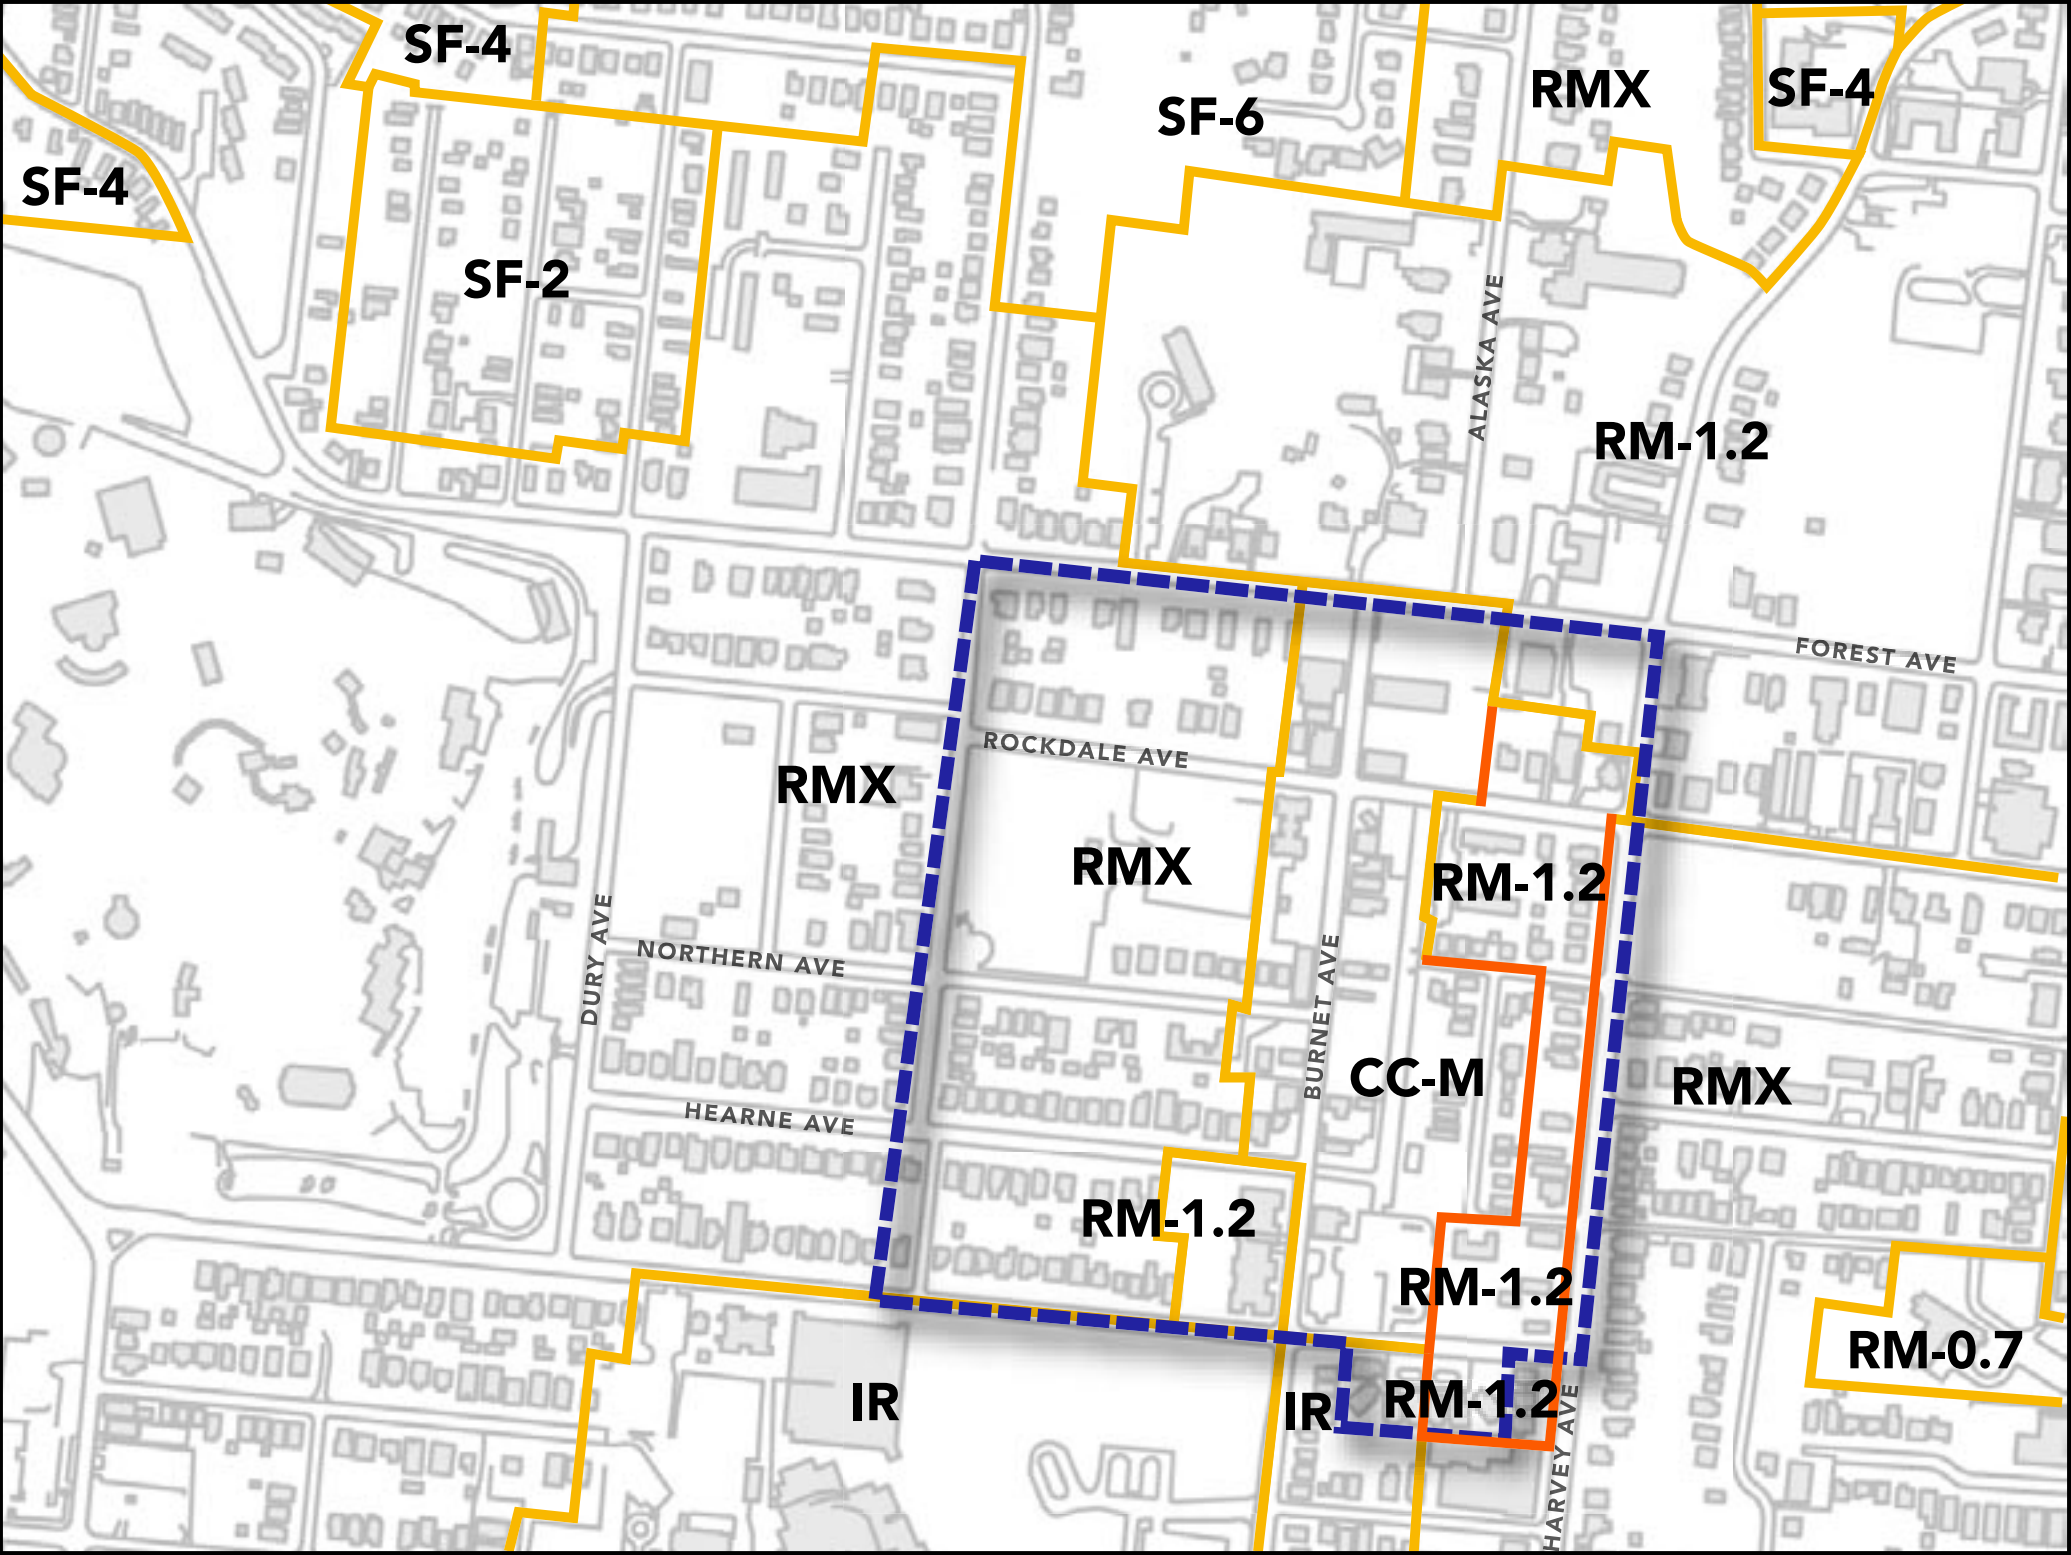 SF-4
RMX
SF-4
SF-6
SF-4
SF-2
ALASKA AVE
RM-1.2
FOREST AVE
ROCKDALE AVE
RMX
RMX
RM-1.2
DURY AVE
NORTHERN AVE
BURNET AVE
CC-M
RMX
HEARNE AVE
RM-1.2
RM-1.2
RM-0.7
IR
IR
RM-1.2
HARVEY AVE